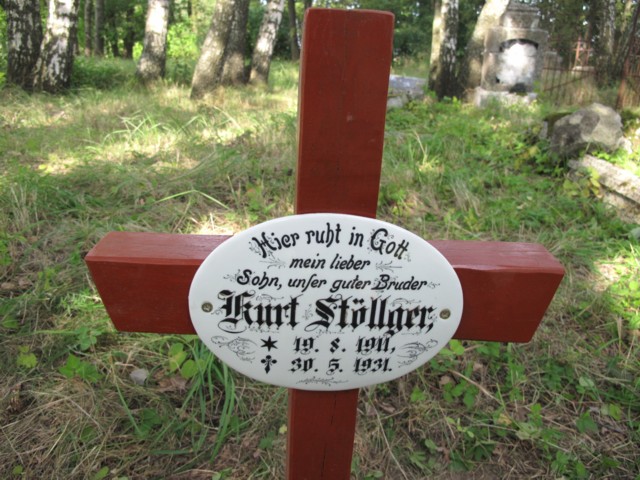 Hier ruht in Gott
mein lieber
Sohn, unser guter Bruder
Kurt Stöllger,
* 19. 8. 1911,
✝ 30. 5. 1931.